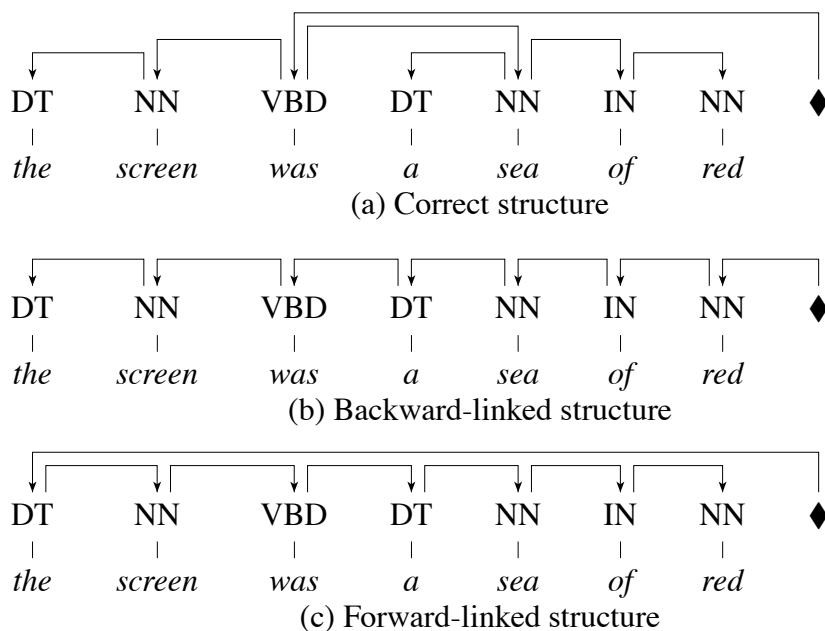 DT NN VBD DT NN IN NN ♦
the screen was a sea of red
(a) Correct structure
DT NN VBD DT NN IN NN ♦
the screen was a sea of red
(b) Backward-linked structure
DT NN VBD DT NN IN NN ♦
the screen was a sea of red
(c) Forward-linked structure